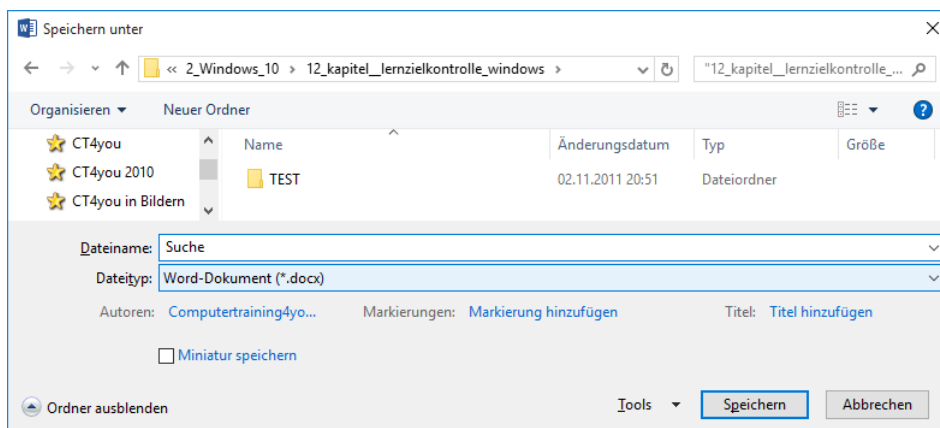 Speichern unter
« 2_Windows_10 › 12_kapitel__lernzielkontrolle_windows ›
"12_kapitel__lernzielkontrolle_...
Organisieren
Neuer Ordner
CT4you
CT4you 2010
CT4you in Bildern
Name Änderungsdatum Typ Größe
TEST 02.11.2011 20:51 Dateiordner
Dateiname: Suche
Dateityp: Word-Dokument (*.docx)
Autoren: Computertraining4yo... Markierungen: Markierung hinzufügen Titel: Titel hinzufügen
Miniatur speichern
Ordner ausblenden Tools Speichern Abbrechen